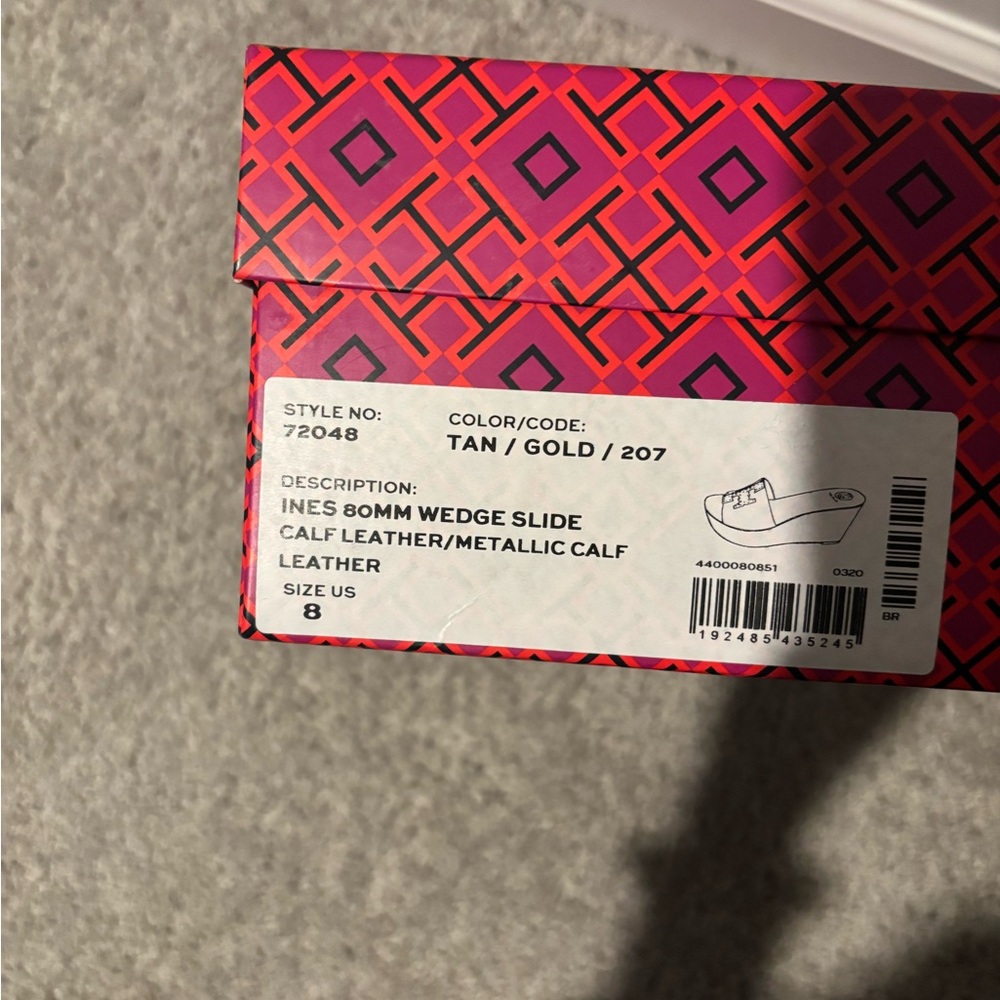 STYLE NO:
72048
COLOR/CODE:
TAN / GOLD / 207
DESCRIPTION:
INES 80MM WEDGE SLIDE
CALF LEATHER/METALLIC CALF
LEATHER
SIZE US
8
4400080851 0320
192485435245
BR